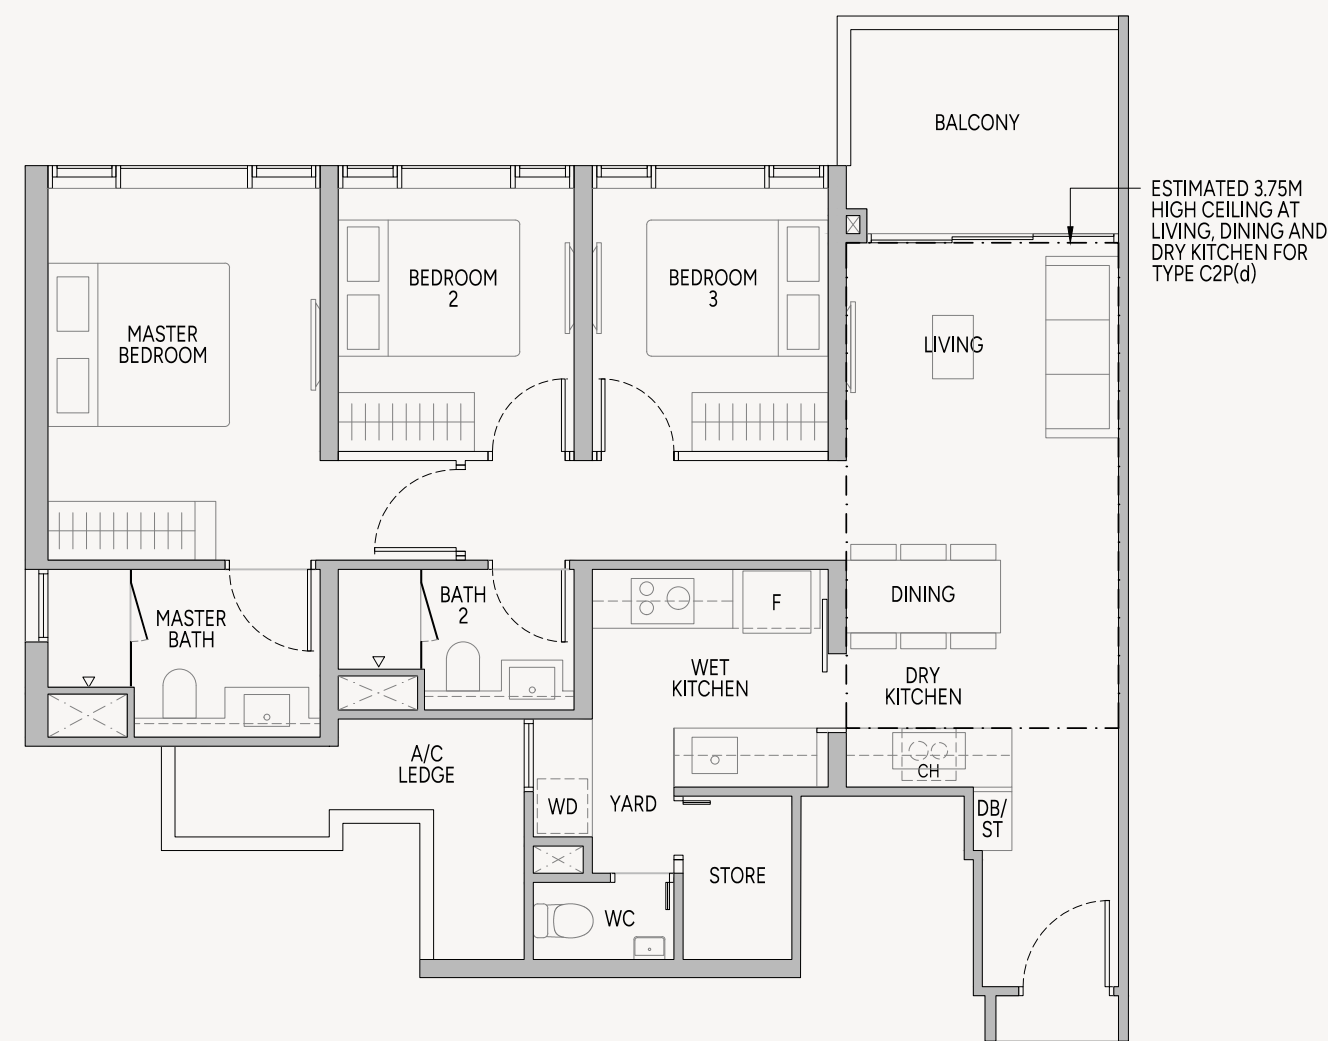 BALCONY
ESTIMATED 3.75M
HIGH CEILING AT
LIVING, DINING AND
DRY KITCHEN FOR
TYPE C2P(d)
MASTER
BEDROOM
BEDROOM
2
BEDROOM
3
LIVING
MASTER
BATH
BATH
2
F
DINING
WET
KITCHEN
DRY
KITCHEN
A/C
LEDGE
CH
WD
YARD
DB/
ST
STORE
WC